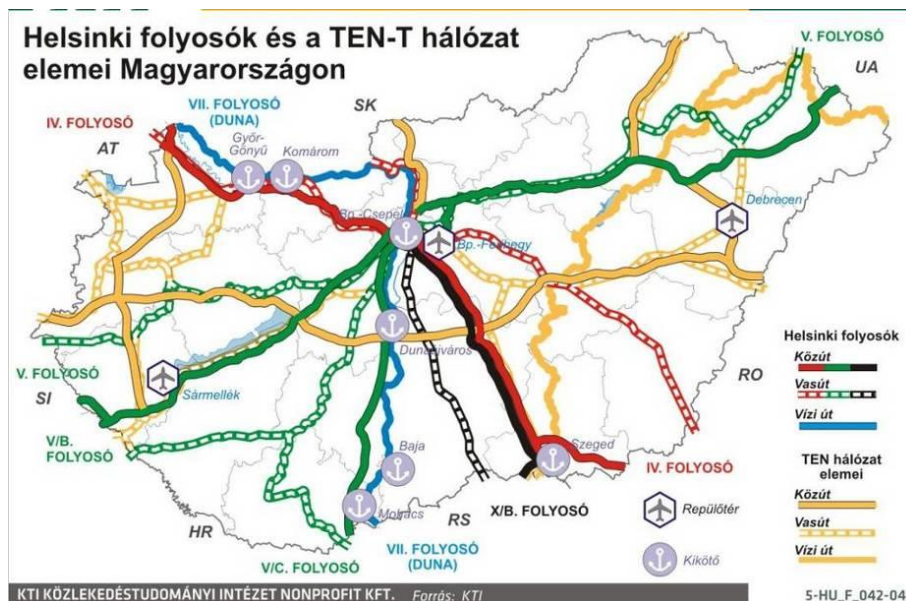 Helsinki folyosók és a TEN-T hálózat
elemei Magyarországon
V. FOLYOSÓ
UA
SK
VII. FOLYOSÓ
(DUNA)
IV. FOLYOSÓ
AT
Győr-
Gönyű
Komárom
Bp.-Csepel
Bp.-Ferihegy
Debrecen
Dunaújváros
Helsinki folyosók
Közút
Vasút
Vízi út
V. FOLYOSÓ
SI
Sármellék
RO
V/B.
FOLYOSÓ
Baja
Szeged
IV. FOLYOSÓ
TEN hálózat
elemei
Közút
Vasút
Vízi út
HR
Mohács
RS
X/B. FOLYOSÓ
Repülőtér
VII. FOLYOSÓ
(DUNA)
V/C. FOLYOSÓ
Kikötő
KTI KÖZLEKEDÉSTUDOMÁNYI INTÉZET NONPROFIT KFT. Forrás: KTI
5-HU_F_042-04